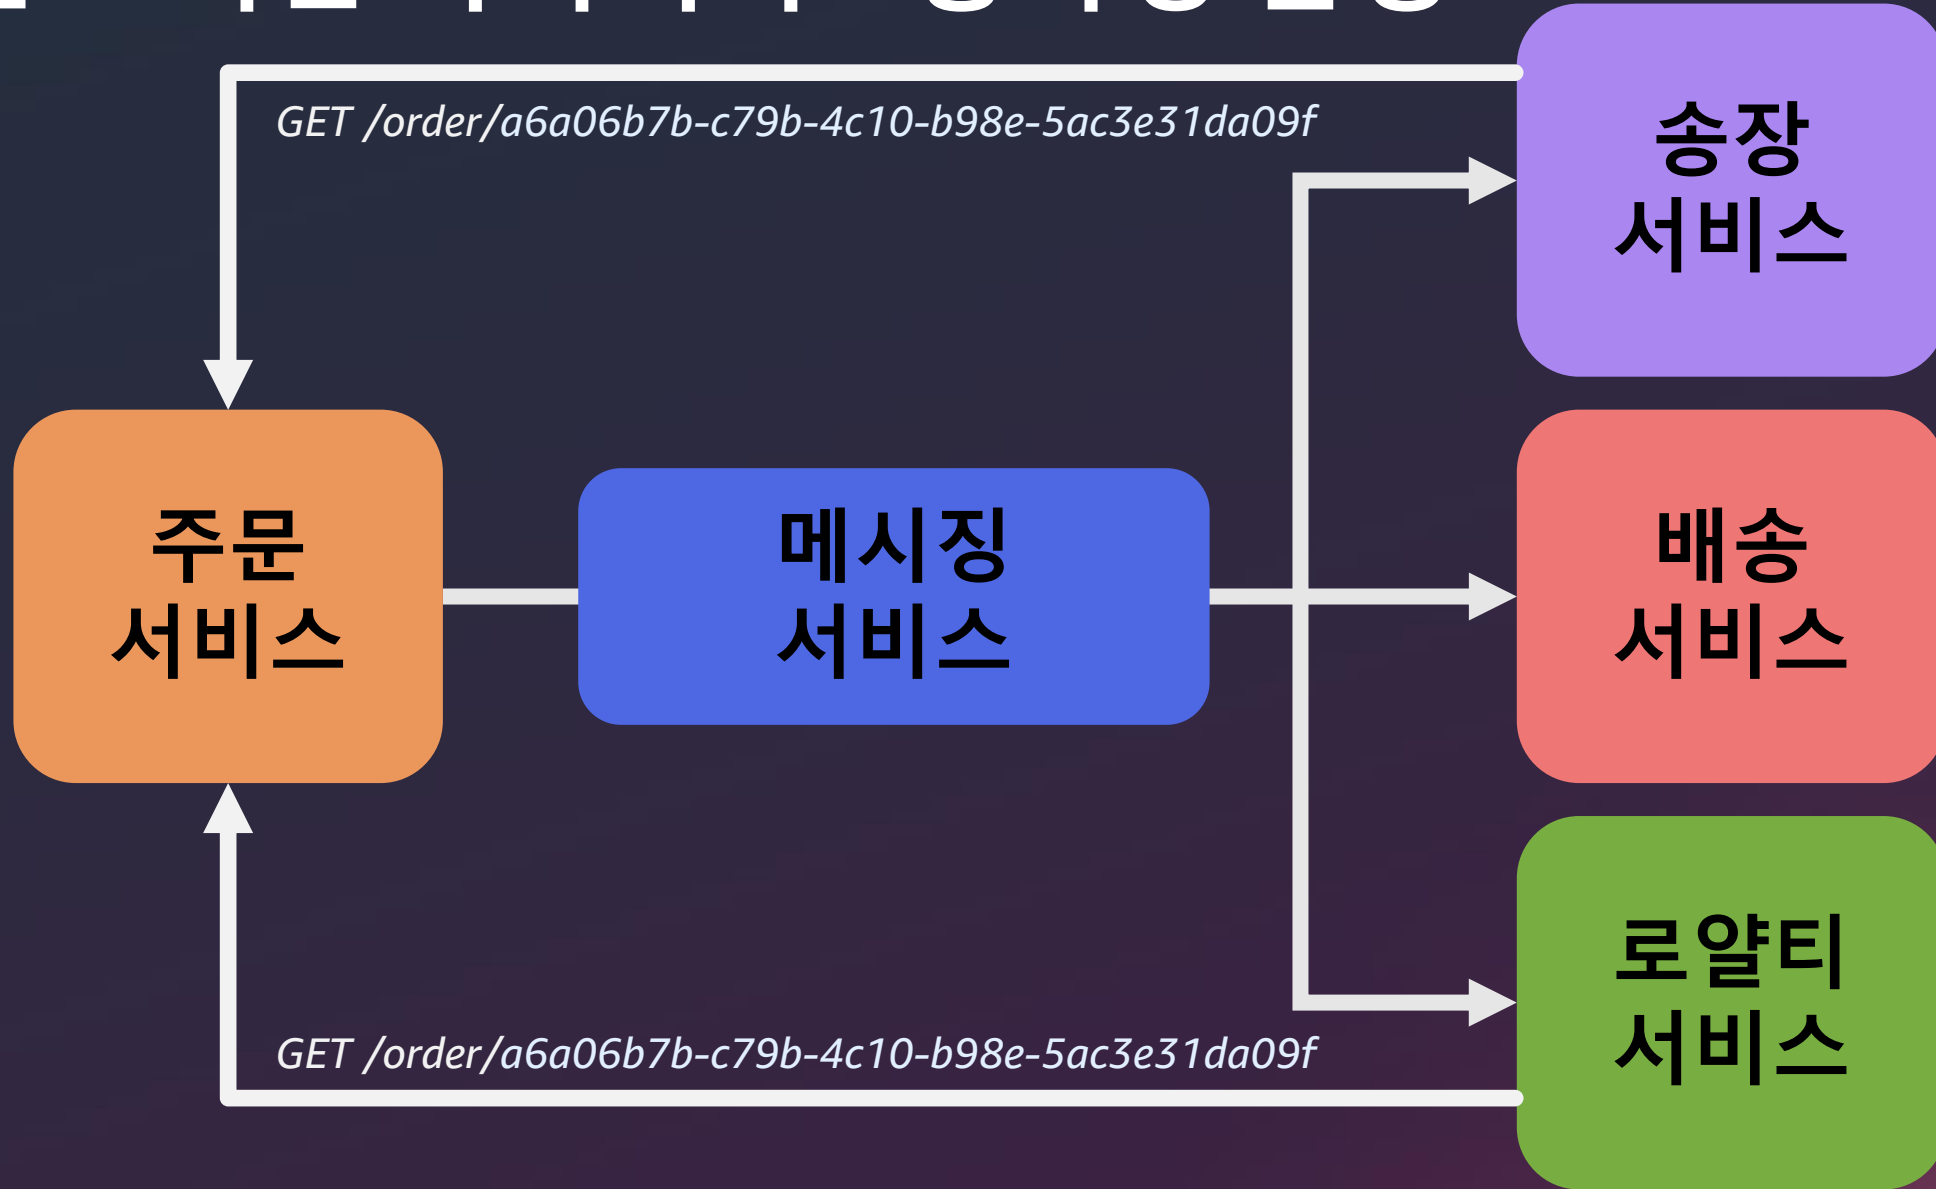 GET /order/a6a06b7b-c79b-4c10-b98e-5ac3e31da09f
송장
서비스
주문
서비스
메시징
서비스
배송
서비스
로얄티
서비스
GET /order/a6a06b7b-c79b-4c10-b98e-5ac3e31da09f